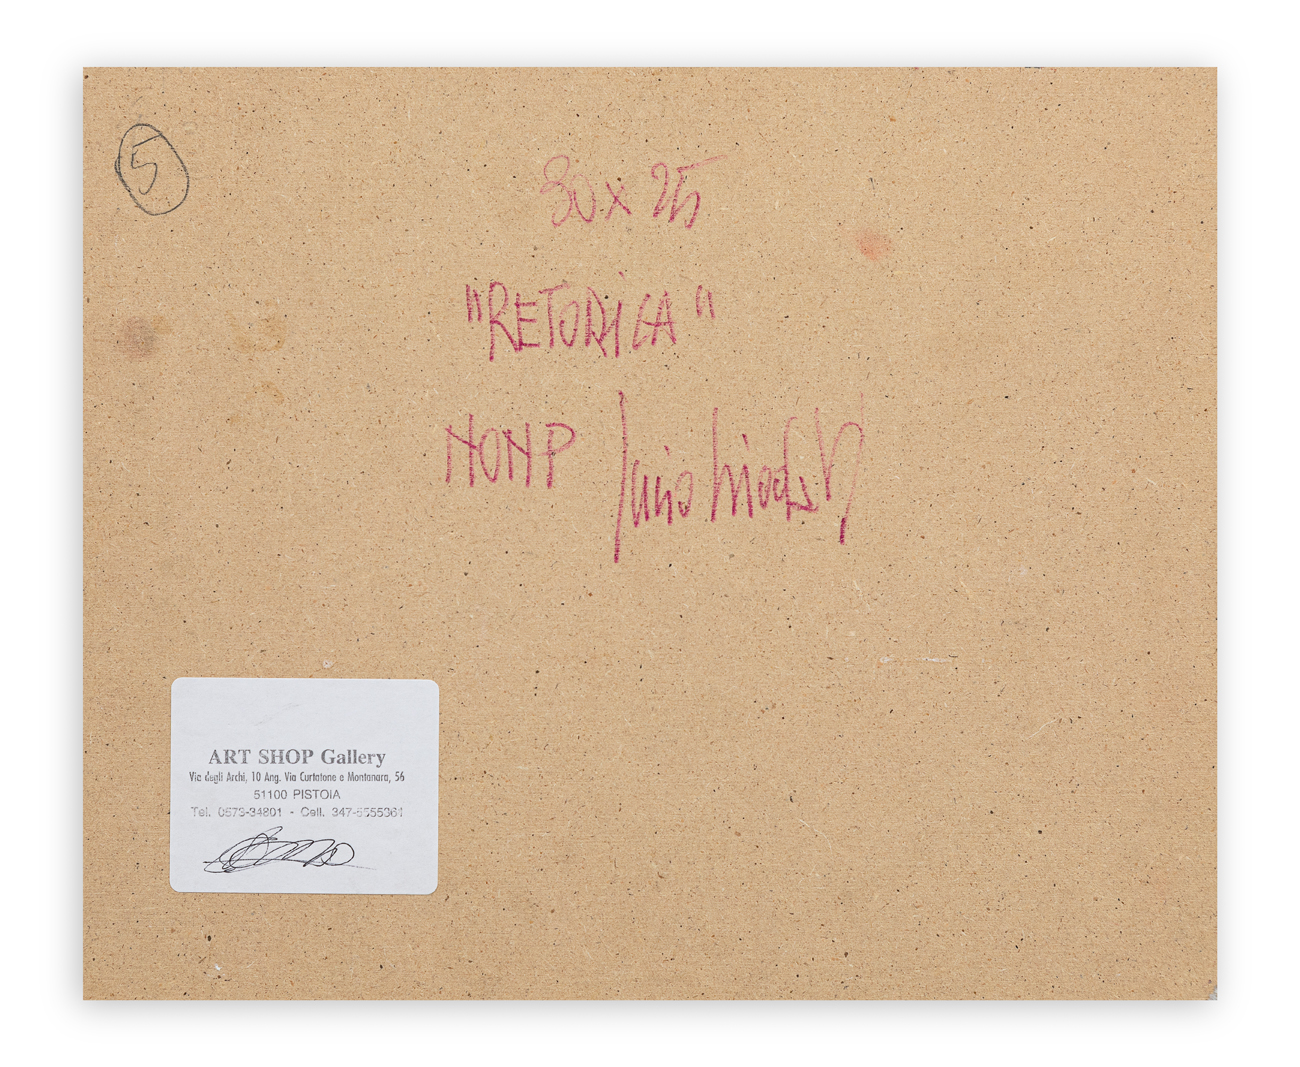 5
30 x 25
"RETORICA"
NONP
ART SHOP Gallery
Via degli Archi, 10 Ang. Via Curtatone e Montanara, 56
51100 PISTOIA
Tel. 0573-34801 - Cell. 347-5555361